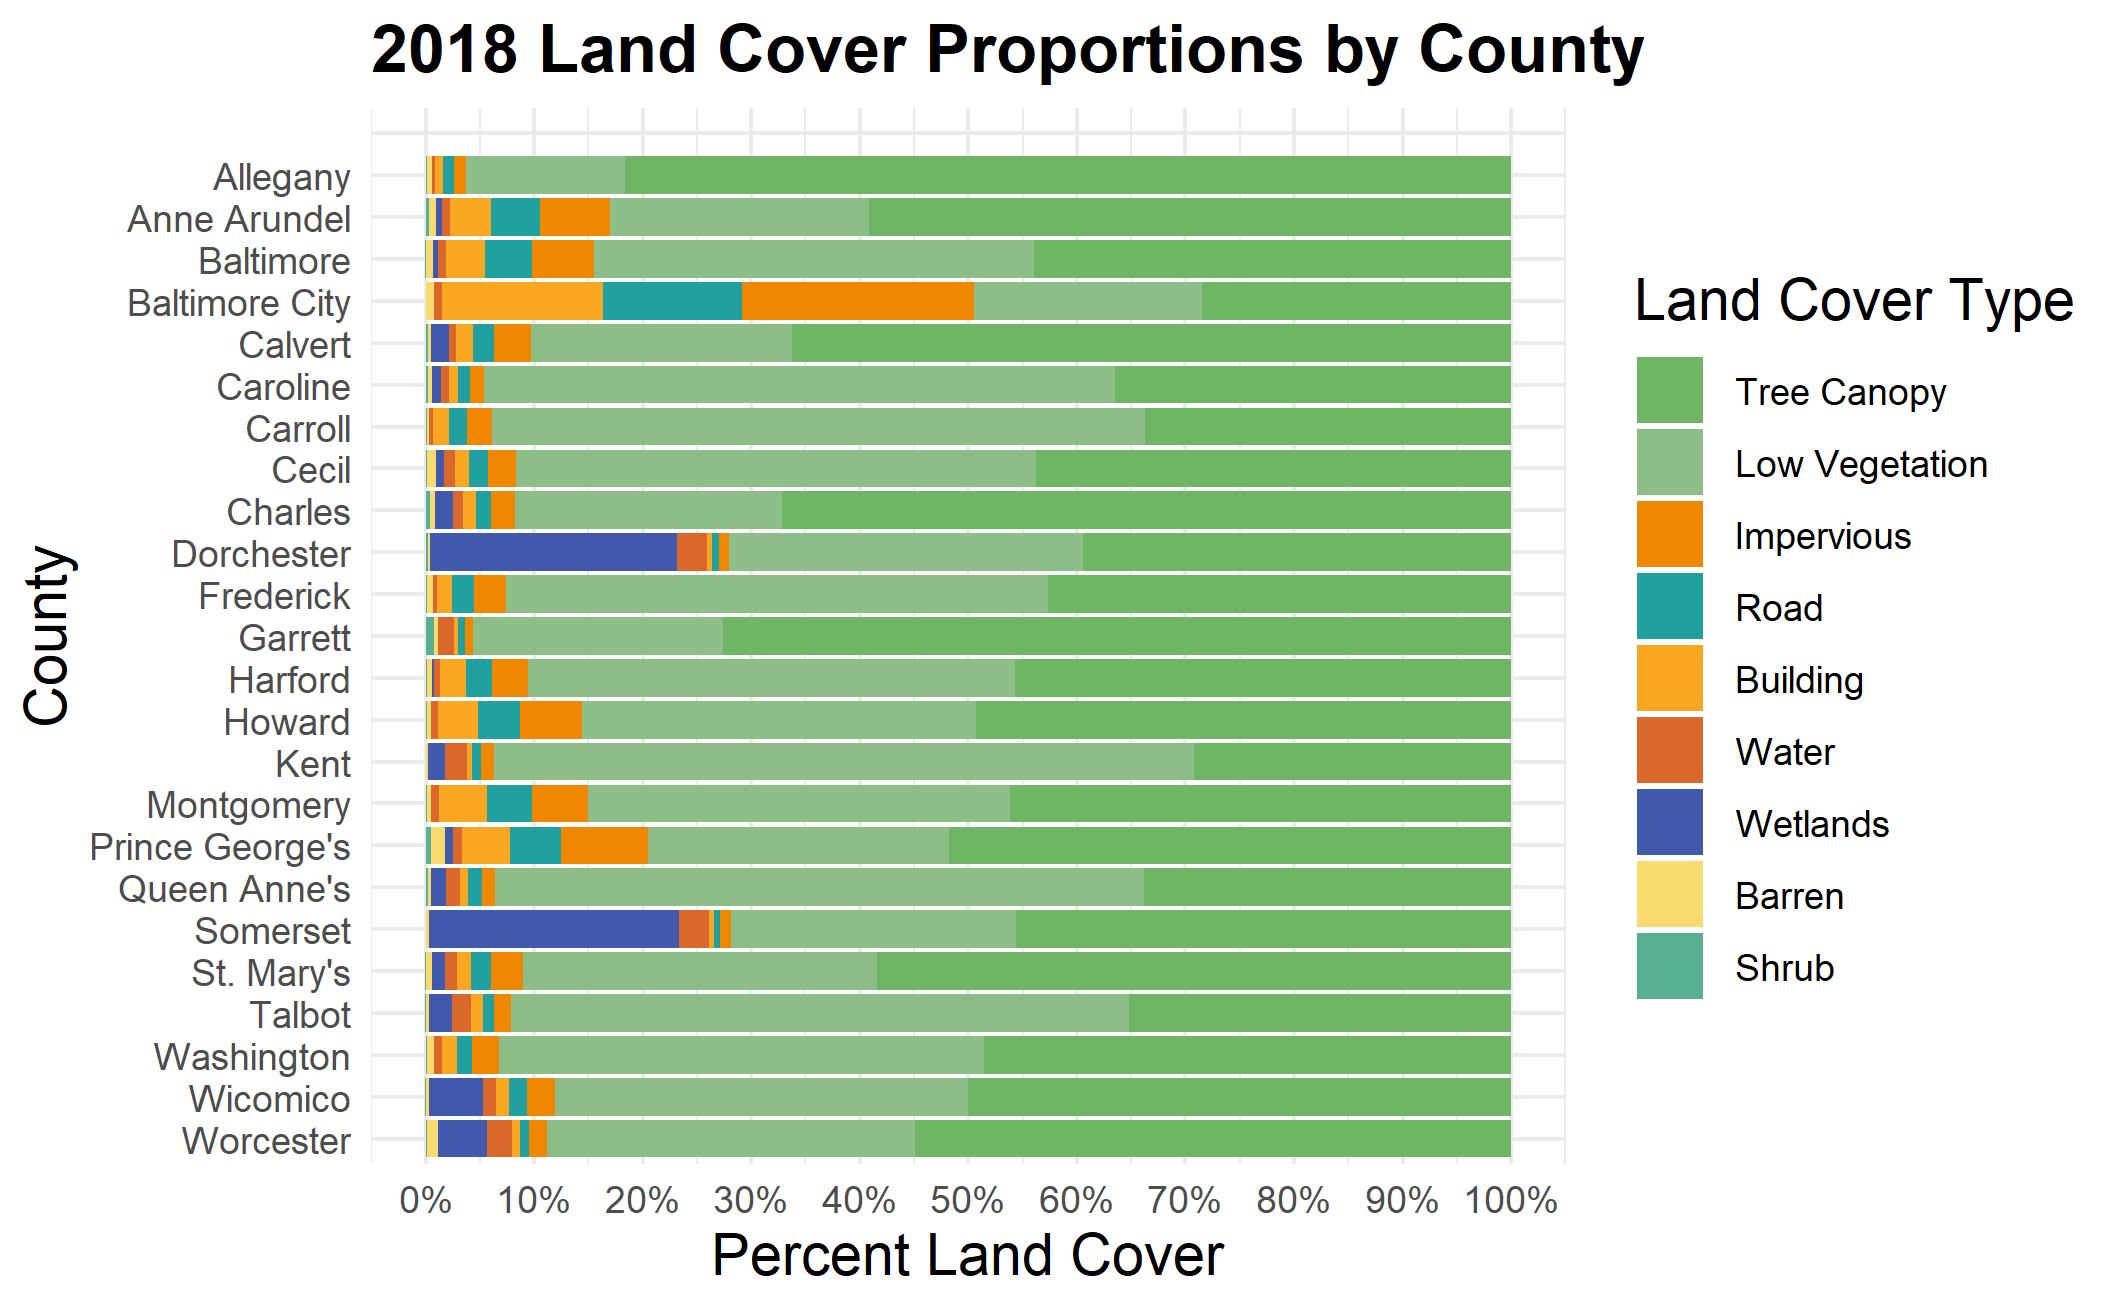 2018 Land Cover Proportions by County
County
Allegany
Anne Arundel
Baltimore
Baltimore City
Calvert
Caroline
Carroll
Cecil
Charles
Dorchester
Frederick
Garrett
Harford
Howard
Kent
Montgomery
Prince George's
Queen Anne's
Somerset
St. Mary's
Talbot
Washington
Wicomico
Worcester
0% 10% 20% 30% 40% 50% 60% 70% 80% 90% 100%
Percent Land Cover
Land Cover Type
Tree Canopy
Low Vegetation
Impervious
Road
Building
Water
Wetlands
Barren
Shrub